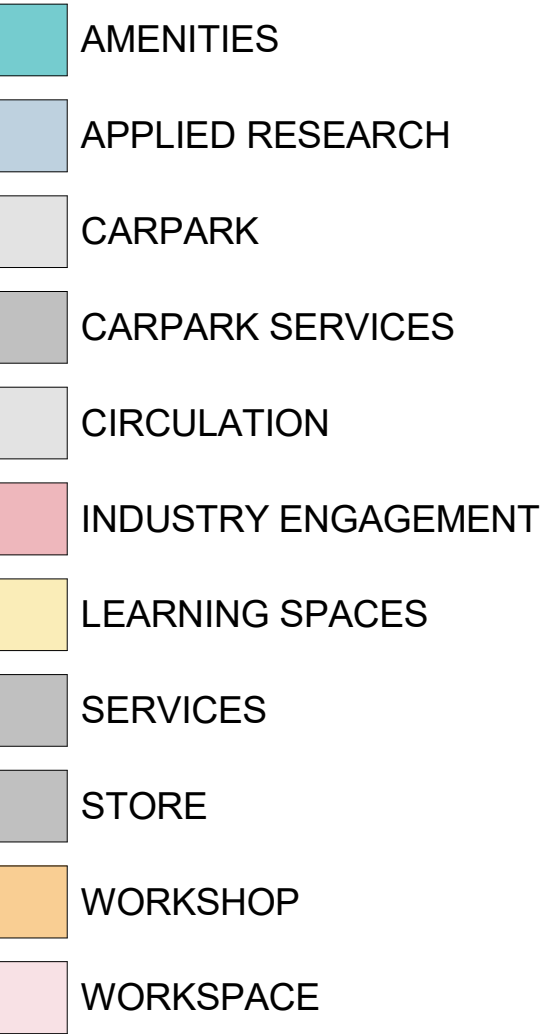 AMENITIES
APPLIED RESEARCH
CARPARK
CARPARK SERVICES
CIRCULATION
INDUSTRY ENGAGEMENT
LEARNING SPACES
SERVICES
STORE
WORKSHOP
WORKSPACE